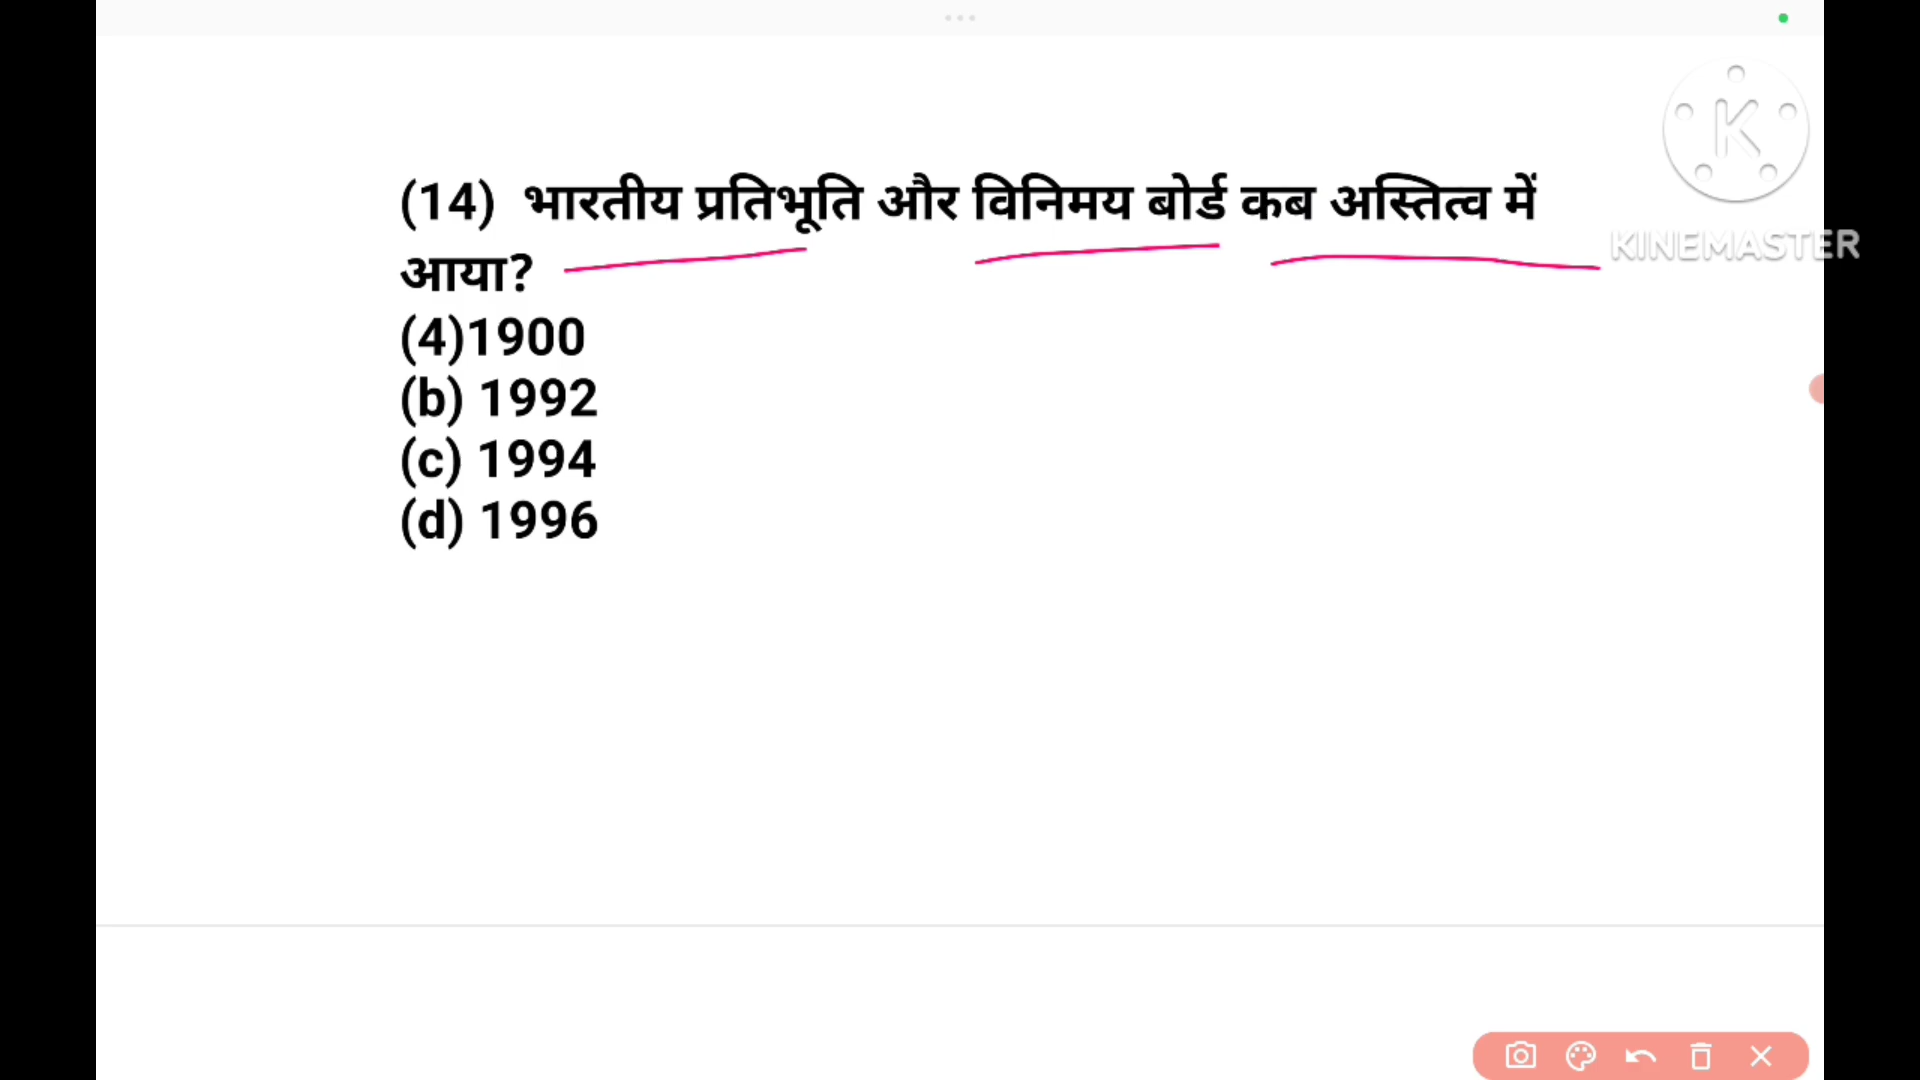 K
KINEMASTER
(14) भारतीय प्रतिभूति और विनिमय बोर्ड कब अस्तित्व में
आया?
(4)1900
(b) 1992
(c) 1994
(d) 1996